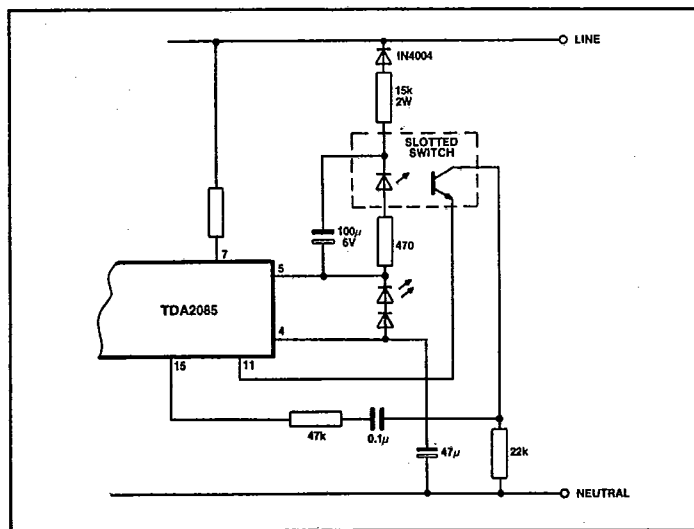 LINE
IN4004
15k
2W
SLOTTED
SWITCH
100μ
6V
470
7
5
TDA2085
4
15
11
47k
0.1μ
47μ
22k
NEUTRAL